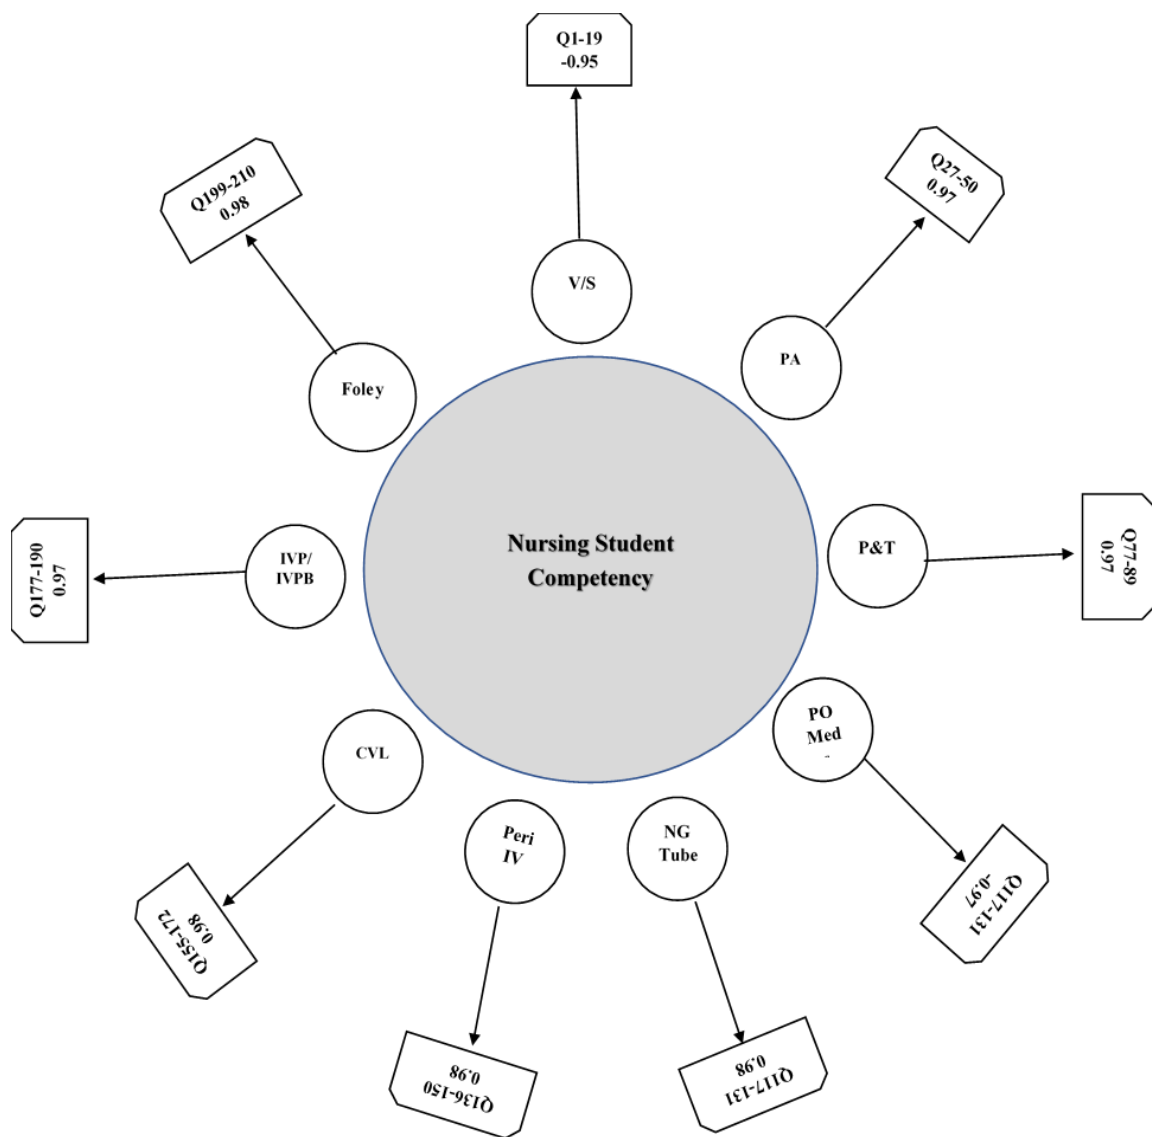 Q1-19
-0.95
Q27-50
0.97
Q199-210
0.98
V/S
PA
Foley
Nursing Student
Competency
P&T
Q77-89
0.97
IVP/
IVPB
Q177-190
0.97
PO
Med
CVL
Peri
IV
NG
Tube
Q117-131
-0.97
Q155-172
0.98
Q136-150
0.98
Q117-131
0.98